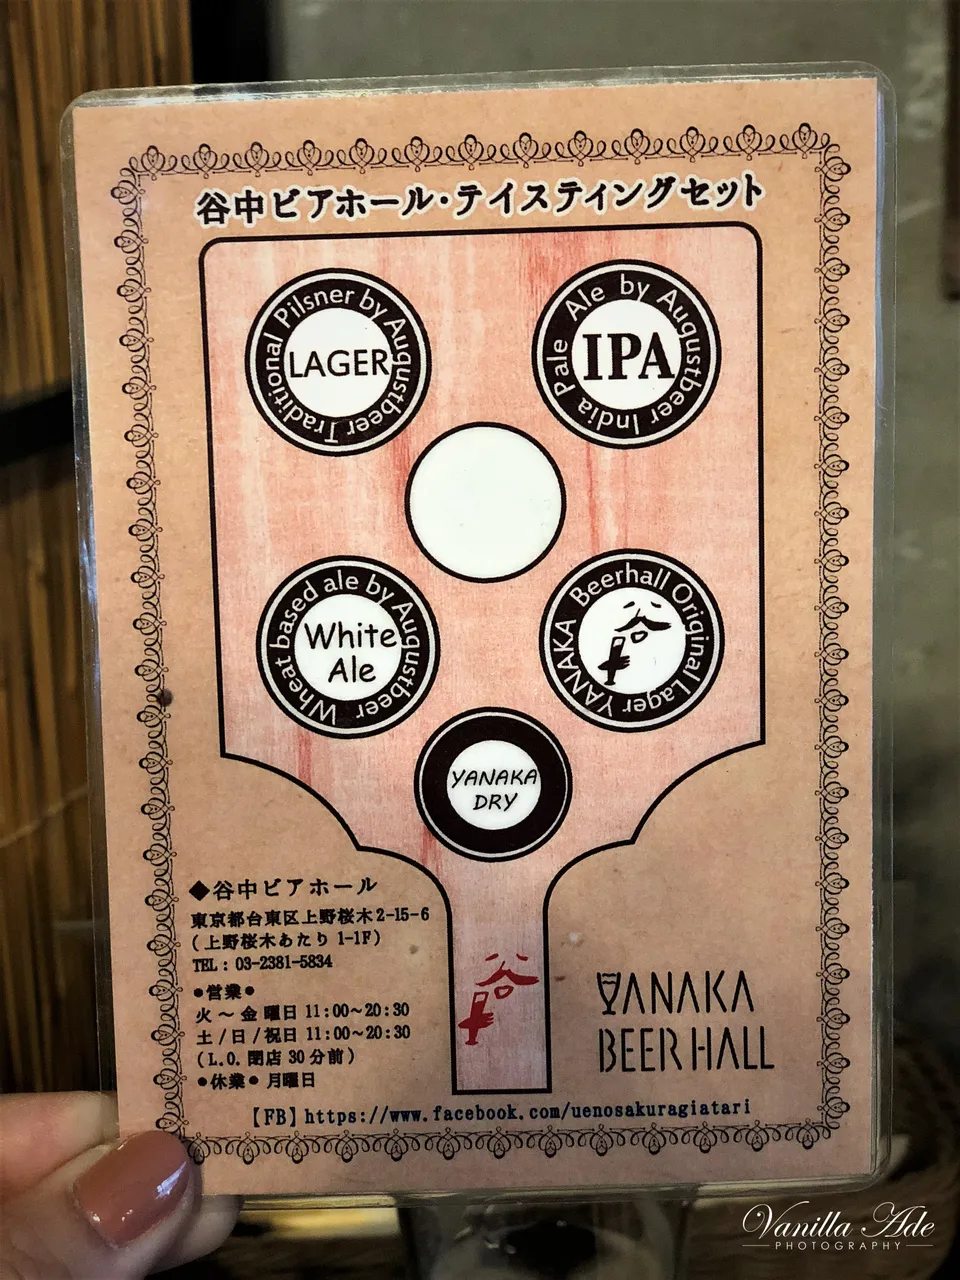 谷中ビアホール・テイスティングセット
Traditional Pilsner by Augustbeer
LAGER
India Pale Ale by Augustbeer
IPA
Wheat based ale by Augustbeer
White
Ale
YANAKA Beerhall Original Lager
YANAKA
DRY
◆谷中ビアホール
東京都台東区上野桜木2-15-6
(上野桜木あたり 1-1F)
TEL: 03-2381-5834
●営業●
火～金曜日 11:00~20:30
土/日/祝日 11:00~20:30
(L.O. 閉店 30分前)
●休業● 月曜日
YANAKA
BEER HALL
【FB】https://www.facebook.com/uenosakuragiatari
Vanilla Ade
PHOTOGRAPHY